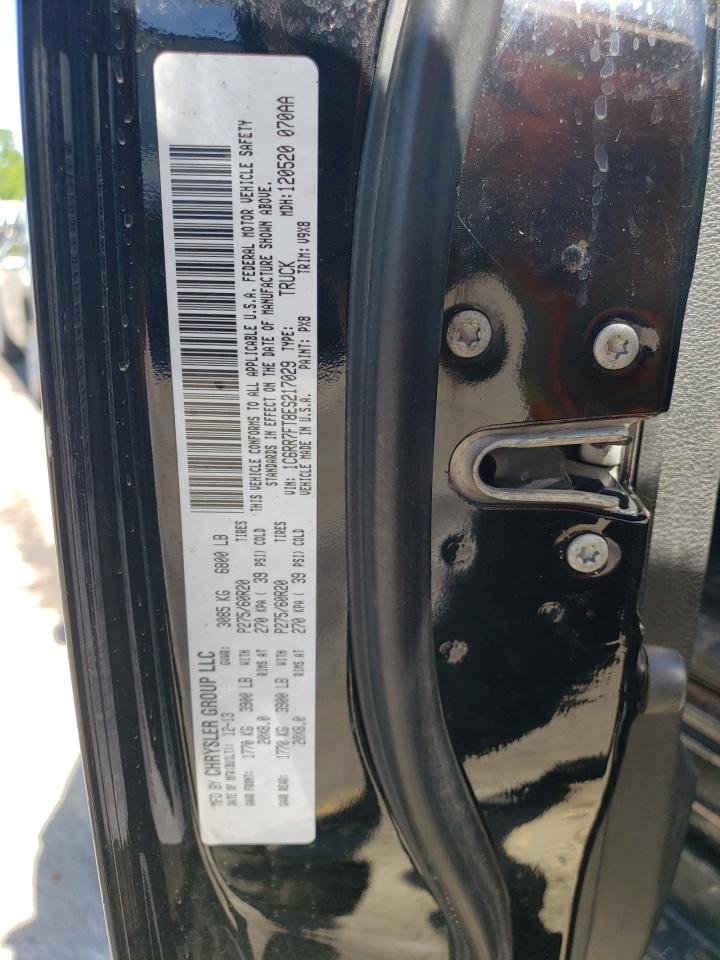 MFD BY CHRYSLER GROUP LLC
DATE OF MFR(BUILT): 12-13 GVWR: 3085 KG 6800 LB
GAWR FRONT: 1770 KG 3900 LB WITH P275/60R20 TIRES
20X8.0 RIMS AT 270 KPA ( 39 PSI) COLD
GAWR REAR: 1770 KG 3900 LB WITH P275/60R20 TIRES
20X8.0 RIMS AT 270 KPA ( 39 PSI) COLD
THIS VEHICLE CONFORMS TO ALL APPLICABLE U.S.A. FEDERAL MOTOR VEHICLE SAFETY
STANDARDS IN EFFECT ON THE DATE OF MANUFACTURE SHOWN ABOVE.
VIN: 1C6RR7FT8ES217029 TYPE: TRUCK MDH:120520 070AA
MADE IN U.S.A. PAINT: PX8 TRIM: V9X8